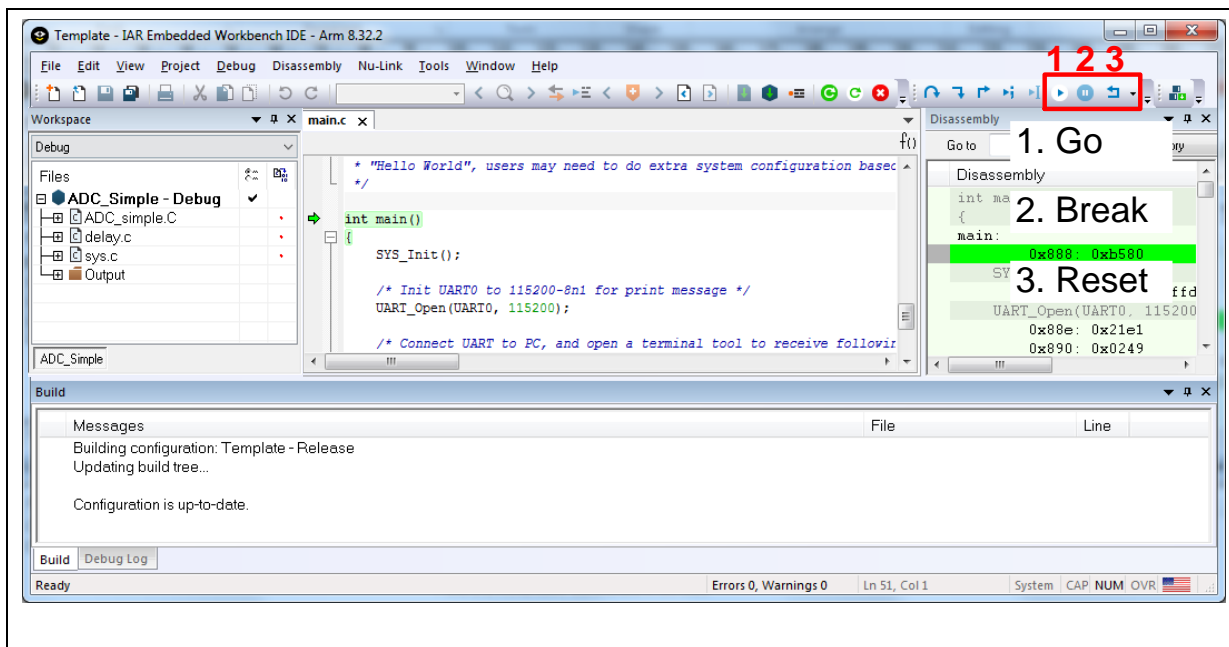 Template - IAR Embedded Workbench IDE - Arm 8.32.2
File Edit View Project Debug Disassembly Nu-Link Tools Window Help
1 2 3
Workspace
main.c
Disassembly
Debug
f()
Go to
1. Go
Files
ADC_Simple - Debug
ADC_simple.C
delay.c
sys.c
Output
ADC_Simple
* "Hello World", users may need to do extra system configuration based
*/
int main()
{
SYS_Init();
/* Init UART0 to 115200-8n1 for print message */
UART_Open(UART0, 115200);
/* Connect UART to PC, and open a terminal tool to receive followin
Disassembly
int ma
{
2. Break
main:
0x888: 0xb580
SY
3. Reset
ffd
UART_Open(UART0, 115200
0x88e: 0x21e1
0x890: 0x0249
Build
Messages File Line
Building configuration: Template - Release
Updating build tree...
Configuration is up-to-date.
Build Debug Log
Ready Errors 0, Warnings 0 Ln 51, Col 1 System CAP NUM OVR